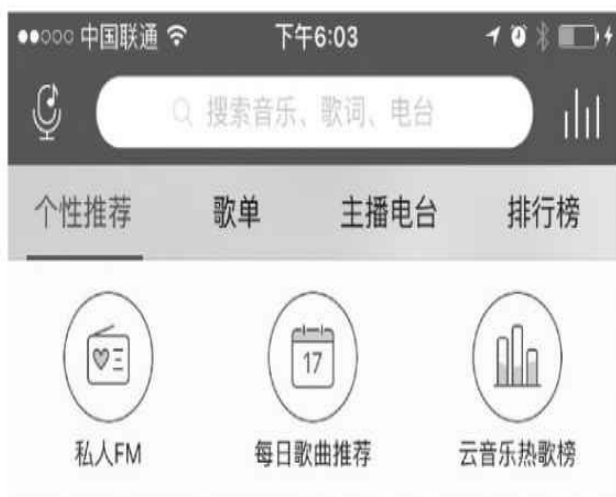 中国联通 下午6:03
搜索音乐、歌词、电台
个性推荐 歌单 主播电台 排行榜
17
私人FM 每日歌曲推荐 云音乐热歌榜